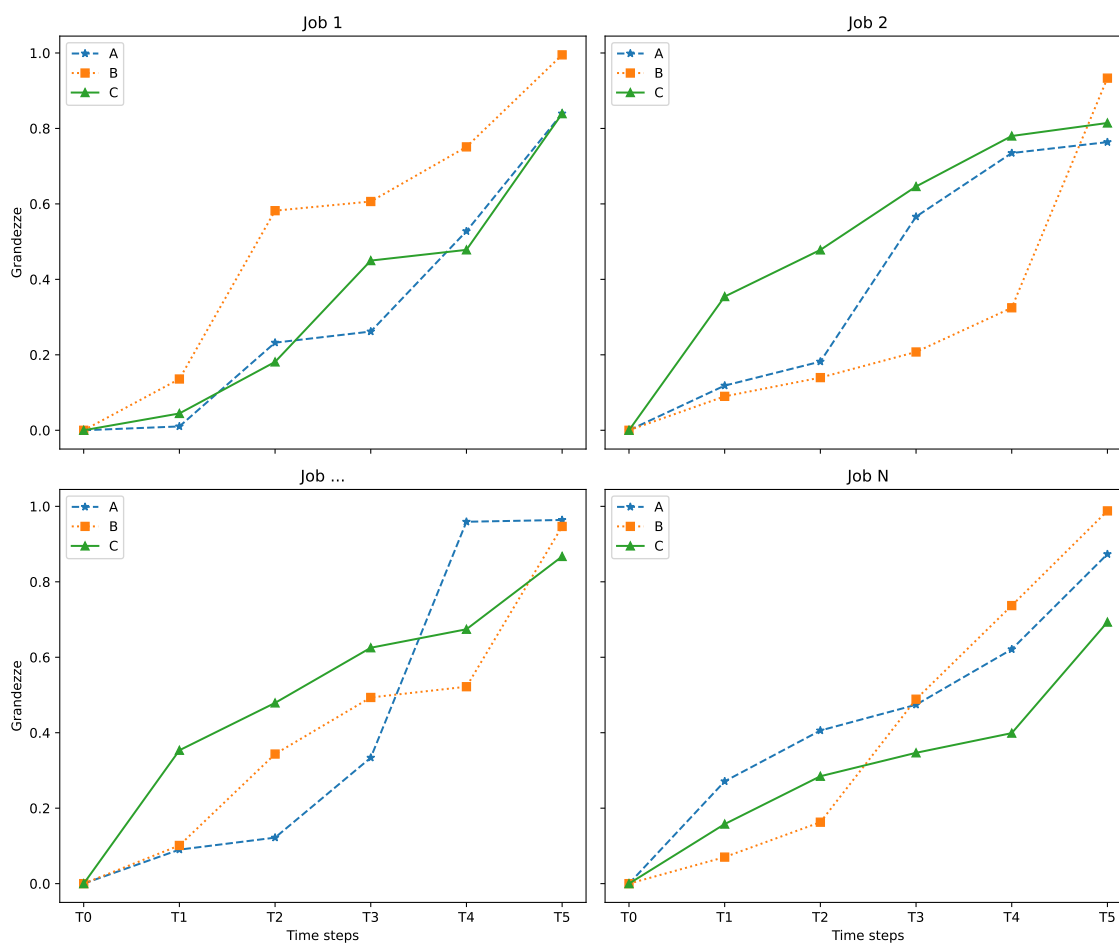 Job 1
A
B
C
1.0
0.8
0.6
0.4
0.2
0.0
Grandezze
Job 2
A
B
C
Job ...
A
B
C
1.0
0.8
0.6
0.4
0.2
0.0
Grandezze
T0 T1 T2 T3 T4 T5
Time steps
Job N
A
B
C
T0 T1 T2 T3 T4 T5
Time steps